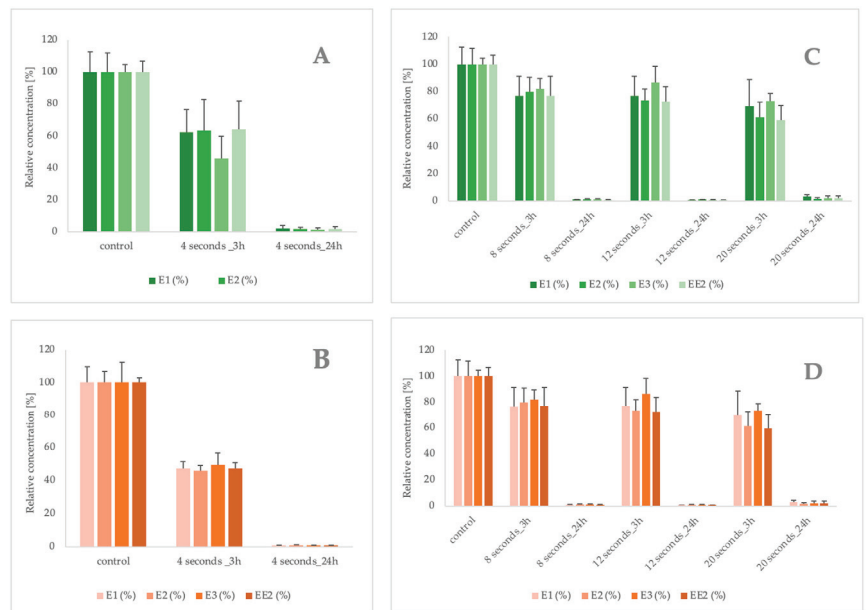 A
Relative concentration [%]
120
100
80
60
40
20
0
control
4 seconds _3h
4 seconds_24h
E1 (%)
E2 (%)
C
Relative concentration [%]
120
100
80
60
40
20
0
control
8 seconds_3h
8 seconds_24h
12 seconds_3h
12 seconds_24h
20 seconds_3h
20 seconds_24h
E1 (%)
E2 (%)
E3 (%)
EE2 (%)
B
Relative concentration [%]
120
100
80
60
40
20
0
control
4 seconds _3h
4 seconds_24h
E1 (%)
E2 (%)
E3 (%)
EE2 (%)
D
Relative concentration [%]
120
100
80
60
40
20
0
control
8 seconds_3h
8 seconds_24h
12 seconds_3h
12 seconds_24h
20 seconds_3h
20 seconds_24h
E1 (%)
E2 (%)
E3 (%)
EE2 (%)